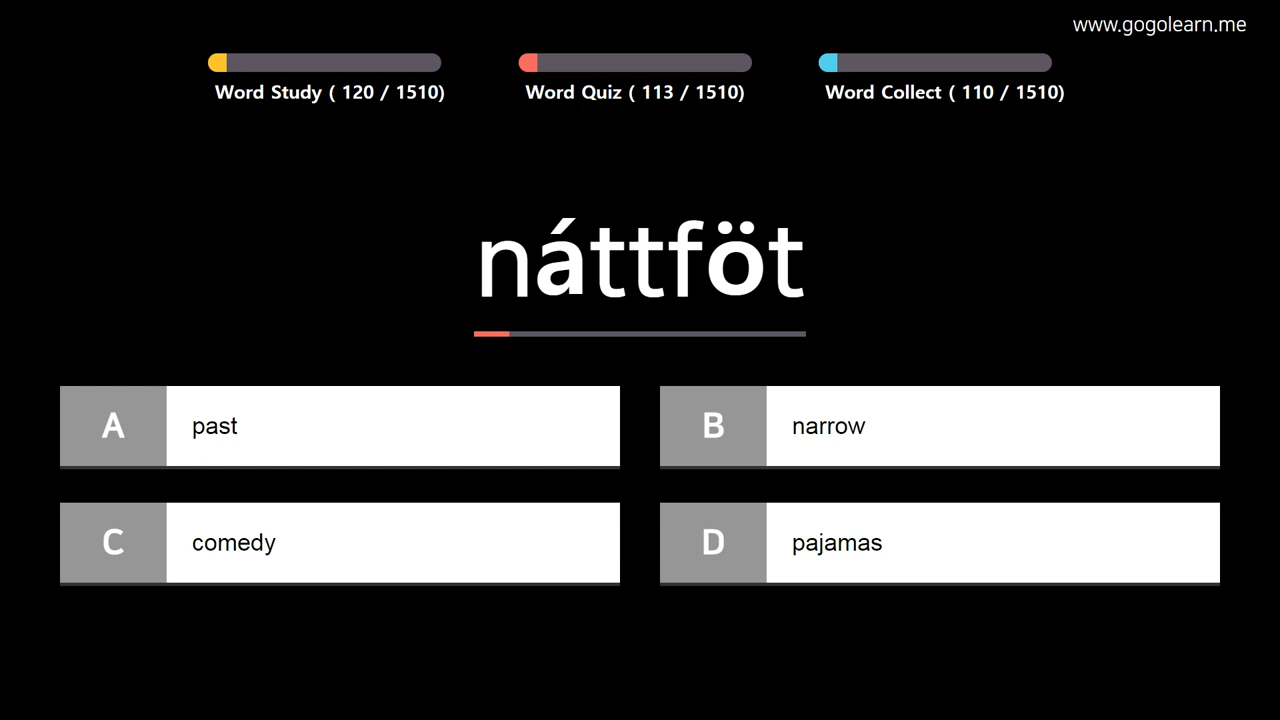 www.gogolearn.me
Word Study ( 120 / 1510)
Word Quiz ( 113 / 1510)
Word Collect ( 110 / 1510)
náttföt
A past
B narrow
C comedy
D pajamas